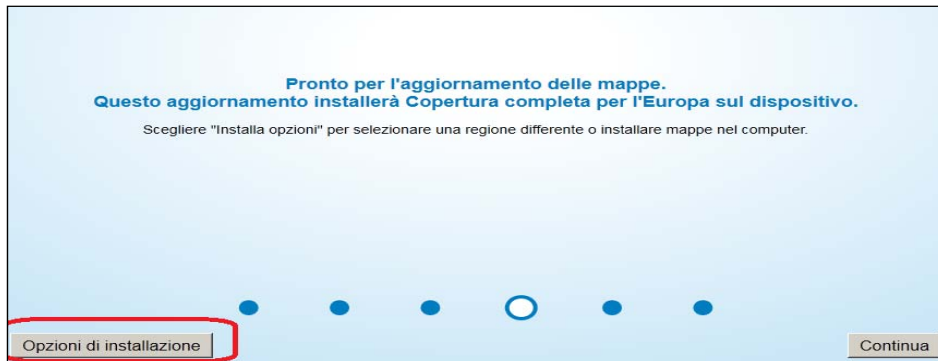 Pronto per l'aggiornamento delle mappe.
Questo aggiornamento installerà Copertura completa per l'Europa sul dispositivo.
Scegliere "Installa opzioni" per selezionare una regione differente o installare mappe nel computer.
Opzioni di installazione
Continua